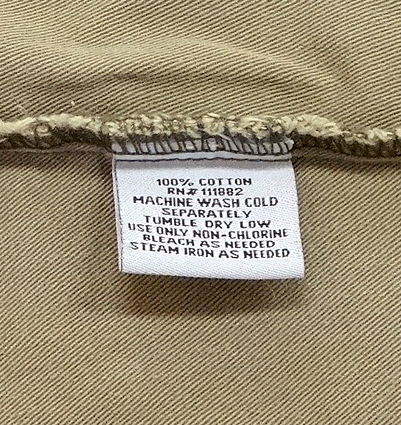 100% COTTON
RN# 111882
MACHINE WASH COLD
SEPARATELY
TUMBLE DRY LOW
USE ONLY NON-CHLORINE
BLEACH AS NEEDED
STEAM IRON AS NEEDED